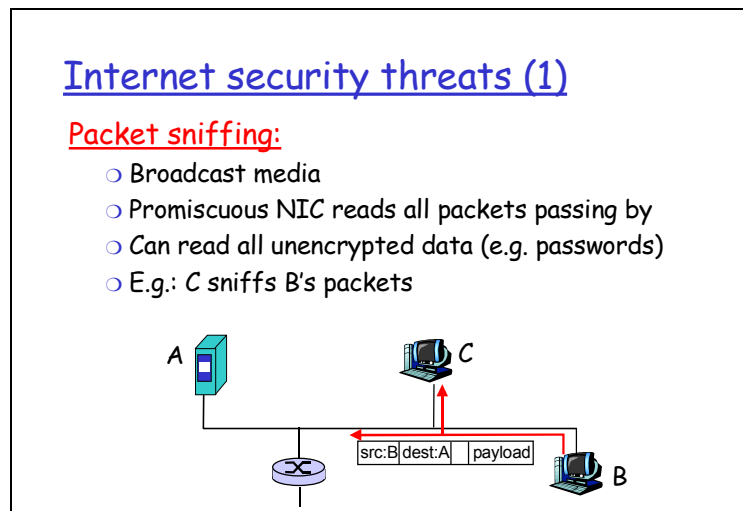 Internet security threats (1)
Packet sniffing:
❍ Broadcast media
❍ Promiscuous NIC reads all packets passing by
❍ Can read all unencrypted data (e.g. passwords)
❍ E.g.: C sniffs B’s packets
A
C
src:B dest:A payload
B